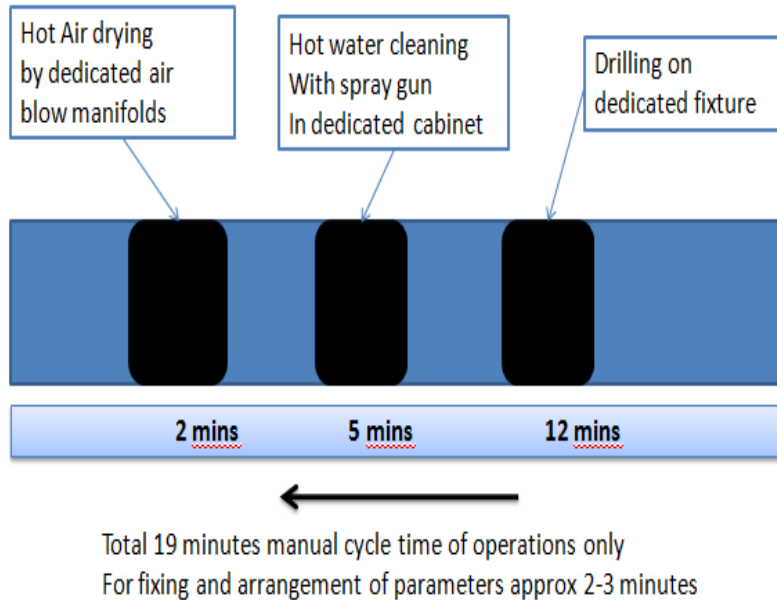 Hot Air drying
by dedicated air
blow manifolds
Hot water cleaning
With spray gun
In dedicated cabinet
Drilling on
dedicated fixture
2 mins
5 mins
12 mins
Total 19 minutes manual cycle time of operations only
For fixing and arrangement of parameters approx 2-3 minutes